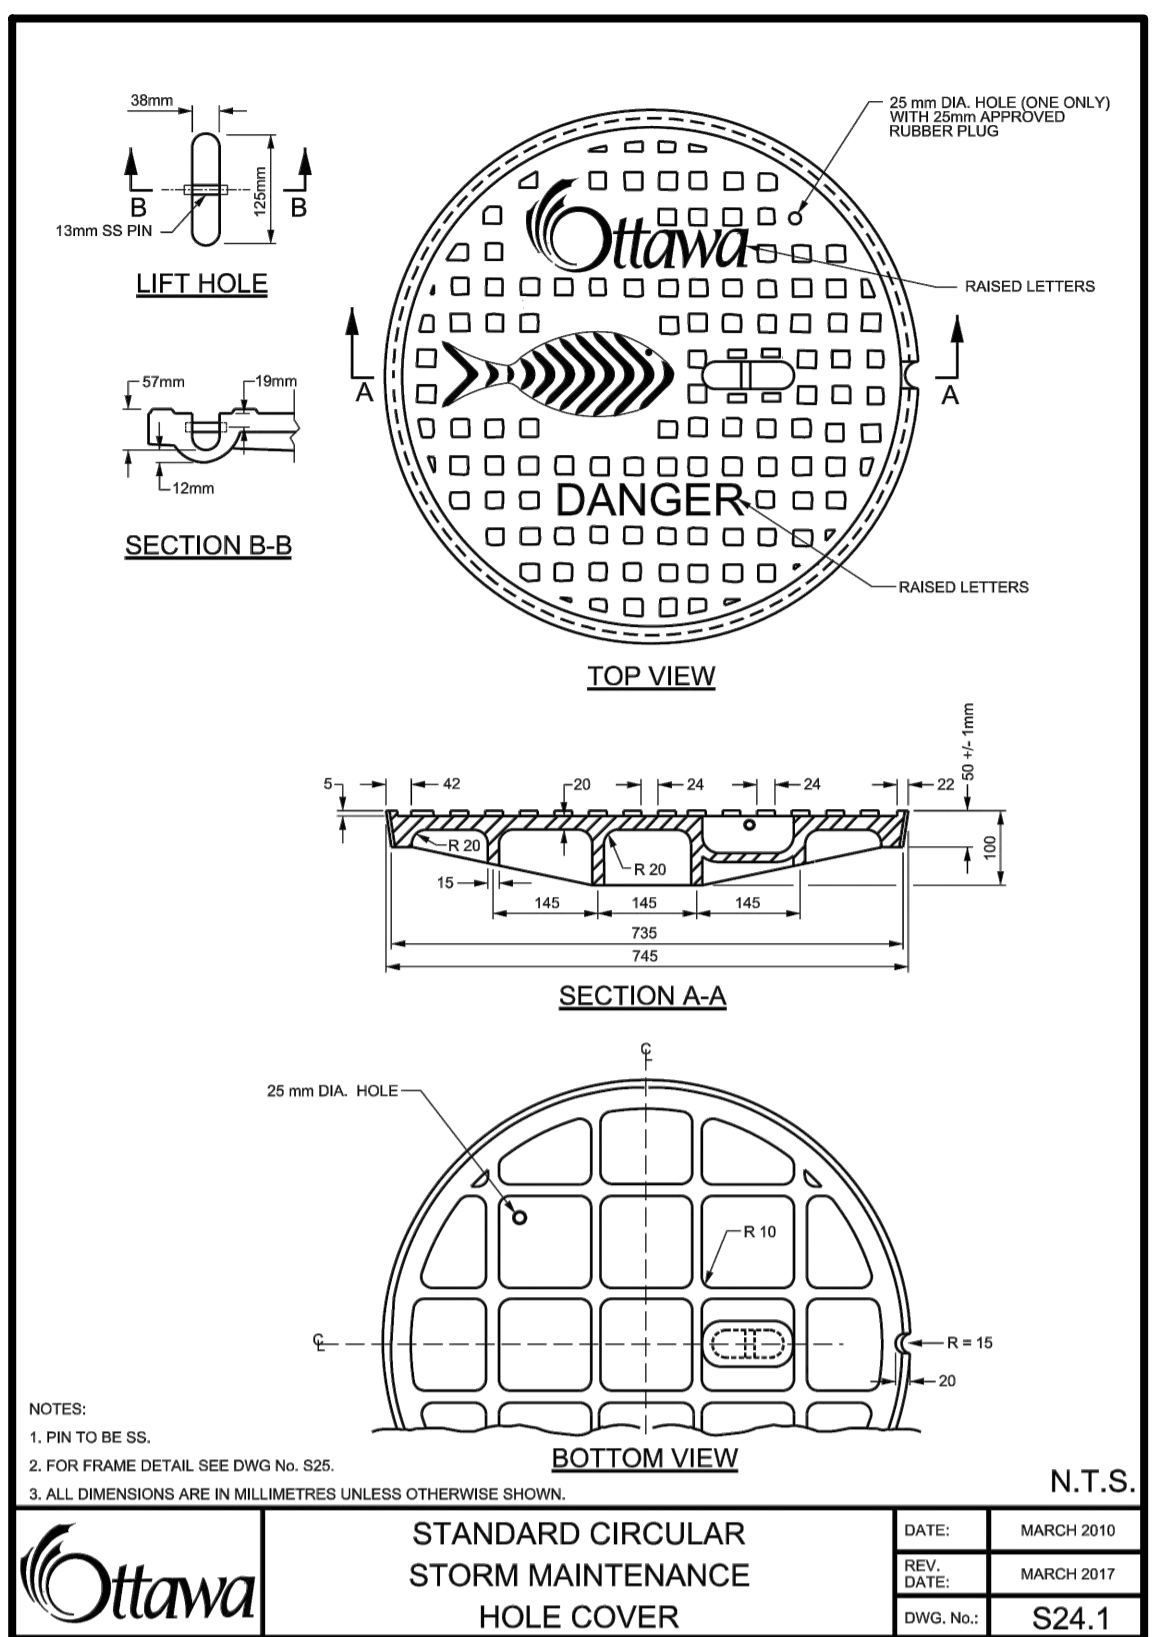 38mm
B
B
125mm
13mm SS PIN
LIFT HOLE
25 mm DIA. HOLE (ONE ONLY)
WITH 25mm APPROVED
RUBBER PLUG
Ottawa
RAISED LETTERS
A
A
57mm
19mm
12mm
SECTION B-B
DANGER
RAISED LETTERS
TOP VIEW
5
42
20
24
24
22
50 +/- 1mm
100
R 20
R 20
15
145
145
145
735
745
SECTION A-A
℄
25 mm DIA. HOLE
R 10
℄
R = 15
20
BOTTOM VIEW
NOTES:
1. PIN TO BE SS.
2. FOR FRAME DETAIL SEE DWG No. S25.
3. ALL DIMENSIONS ARE IN MILLIMETRES UNLESS OTHERWISE SHOWN.
N.T.S.
Ottawa
STANDARD CIRCULAR
STORM MAINTENANCE
HOLE COVER
DATE: MARCH 2010
REV.
DATE: MARCH 2017
DWG. No.: S24.1